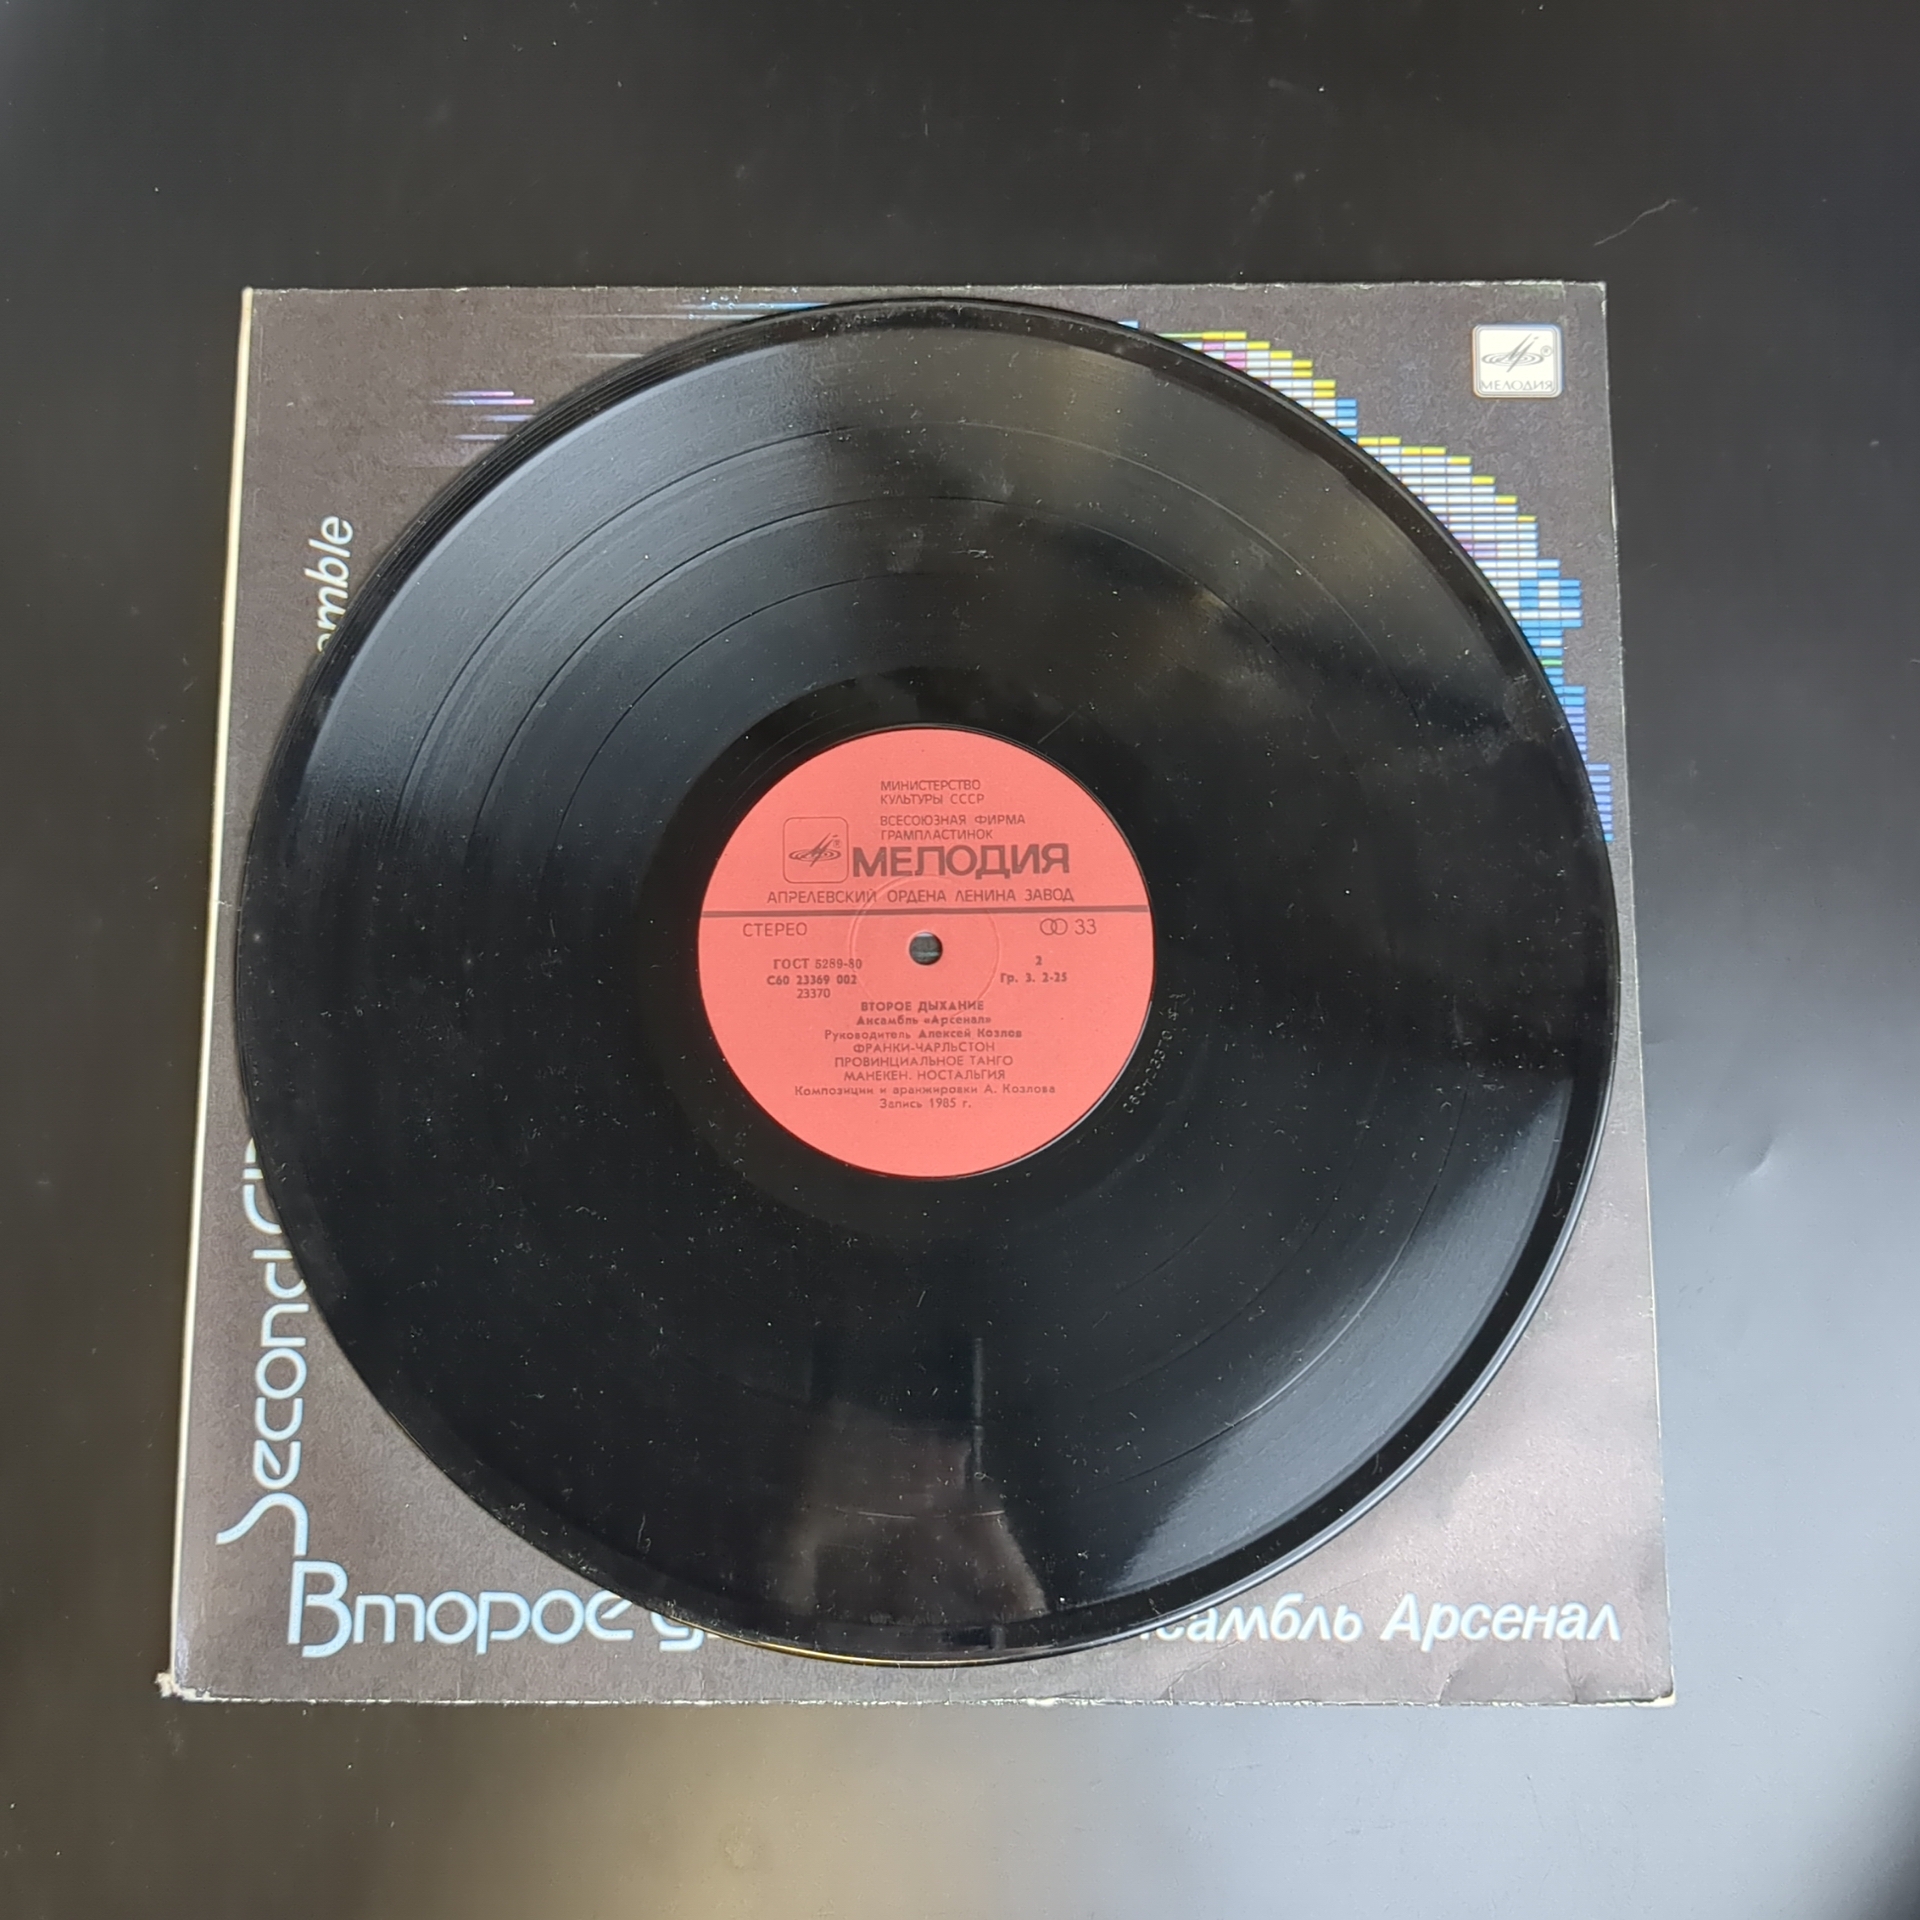 МЕЛОДИЯ
МИНИСТЕРСТВО
КУЛЬТУРЫ СССР
ВСЕСОЮЗНАЯ ФИРМА
ГРАМПЛАСТИНОК
МЕЛОДИЯ
АПРЕЛЕВСКИЙ ОРДЕНА ЛЕНИНА ЗАВОД
СТЕРЕО 33
ГОСТ 5289-80 2
С60 23369 002 Гр. 3. 2-25
23370
ВТОРОЕ ДЫХАНИЕ
Ансамбль «Арсенал»
Руководитель Алексей Козлов
ФРАНКИ-ЧАРЛЬСТОН
ПРОВИНЦИАЛЬНОЕ ТАНГО
МАНЕКЕН. НОСТАЛЬГИЯ
Композиции и аранжировки А. Козлова
Запись 1985 г.
Second
emble
Второе
самбль Арсенал